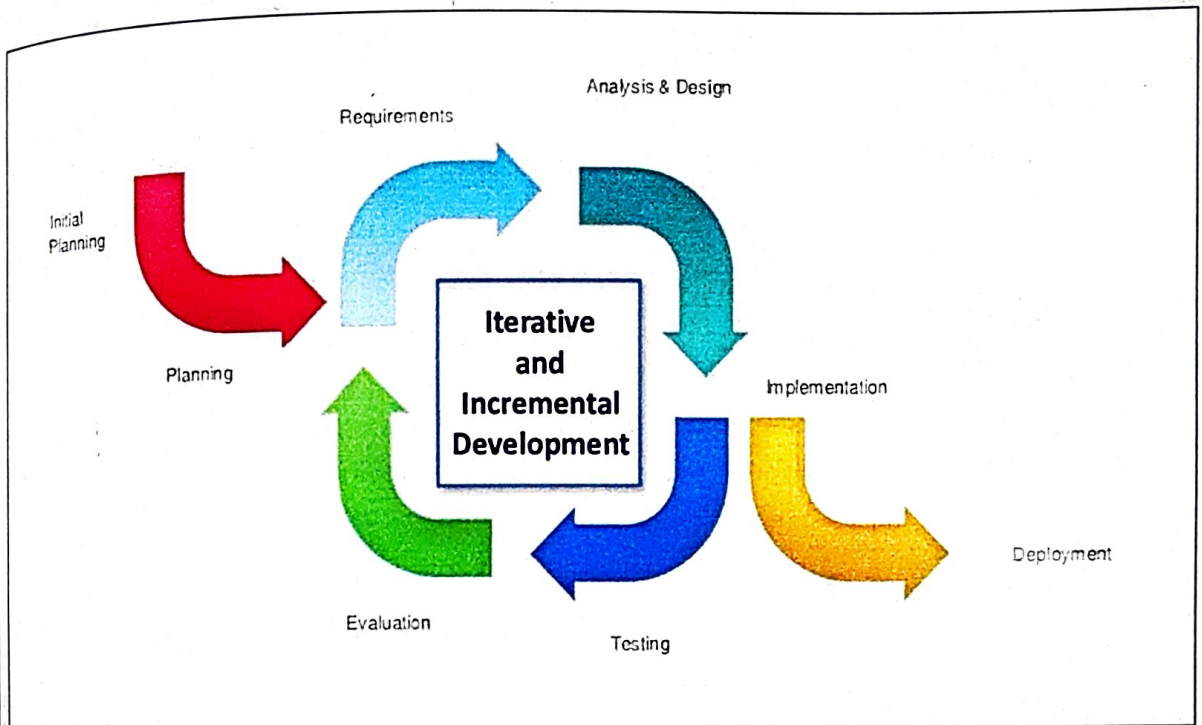 Analysis & Design
Requirements
Initial
Planning
Iterative
and
Incremental
Development
Planning
Implementation
Deployment
Evaluation
Testing